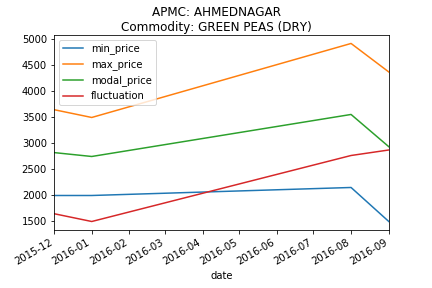 APMC: AHMEDNAGAR
Commodity: GREEN PEAS (DRY)
5000
4500
4000
3500
3000
2500
2000
1500
min_price
max_price
modal_price
fluctuation
2015-12
2016-01
2016-02
2016-03
2016-04
2016-05
2016-06
2016-07
2016-08
2016-09
date